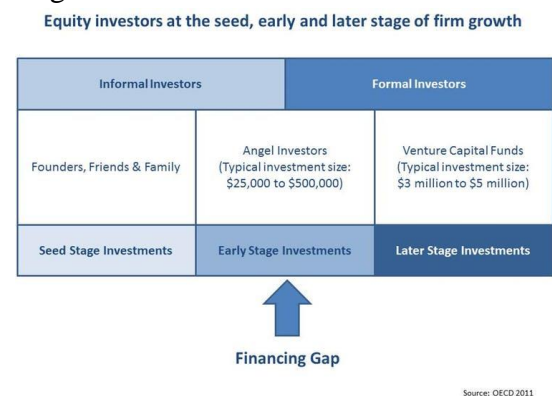 Equity investors at the seed, early and later stage of firm growth
Informal Investors
Formal Investors
Founders, Friends & Family
Angel Investors
(Typical investment size:
$25,000 to $500,000)
Venture Capital Funds
(Typical investment size:
$3 million to $5 million)
Seed Stage Investments
Early Stage Investments
Later Stage Investments
Financing Gap
Source: OECD 2011